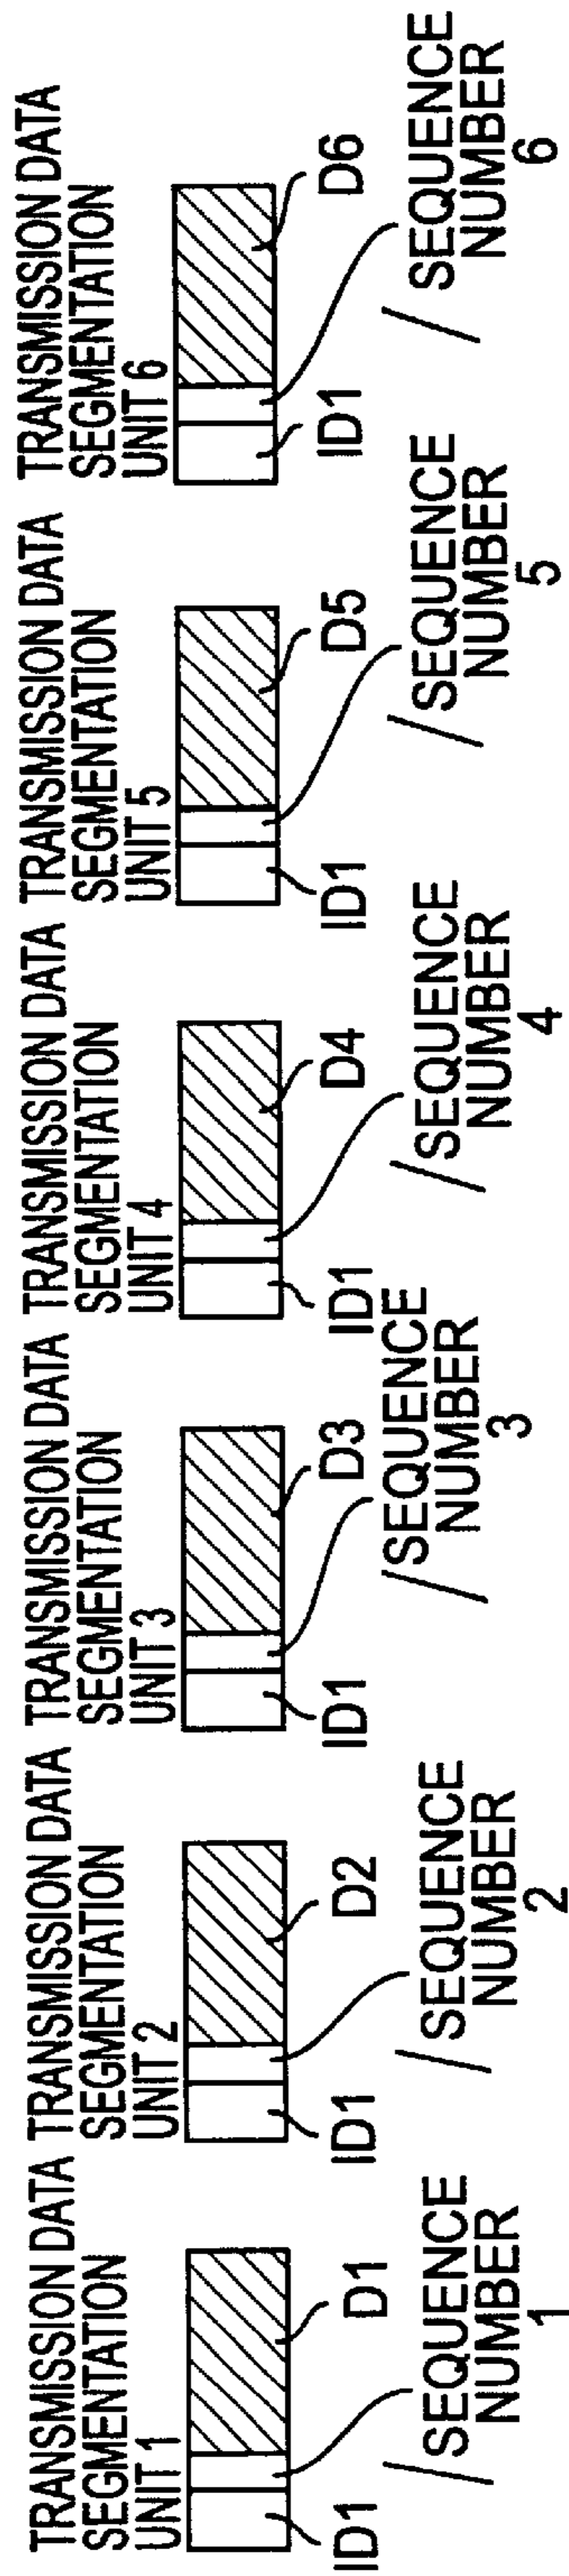 TRANSMISSION DATA
SEGMENTATION
UNIT 1
ID1
D1
/SEQUENCE
NUMBER
1
TRANSMISSION DATA
SEGMENTATION
UNIT 2
ID1
D2
/SEQUENCE
NUMBER
2
TRANSMISSION DATA
SEGMENTATION
UNIT 3
ID1
D3
/SEQUENCE
NUMBER
3
TRANSMISSION DATA
SEGMENTATION
UNIT 4
ID1
D4
/SEQUENCE
NUMBER
4
TRANSMISSION DATA
SEGMENTATION
UNIT 5
ID1
D5
/SEQUENCE
NUMBER
5
TRANSMISSION DATA
SEGMENTATION
UNIT 6
ID1
D6
/SEQUENCE
NUMBER
6